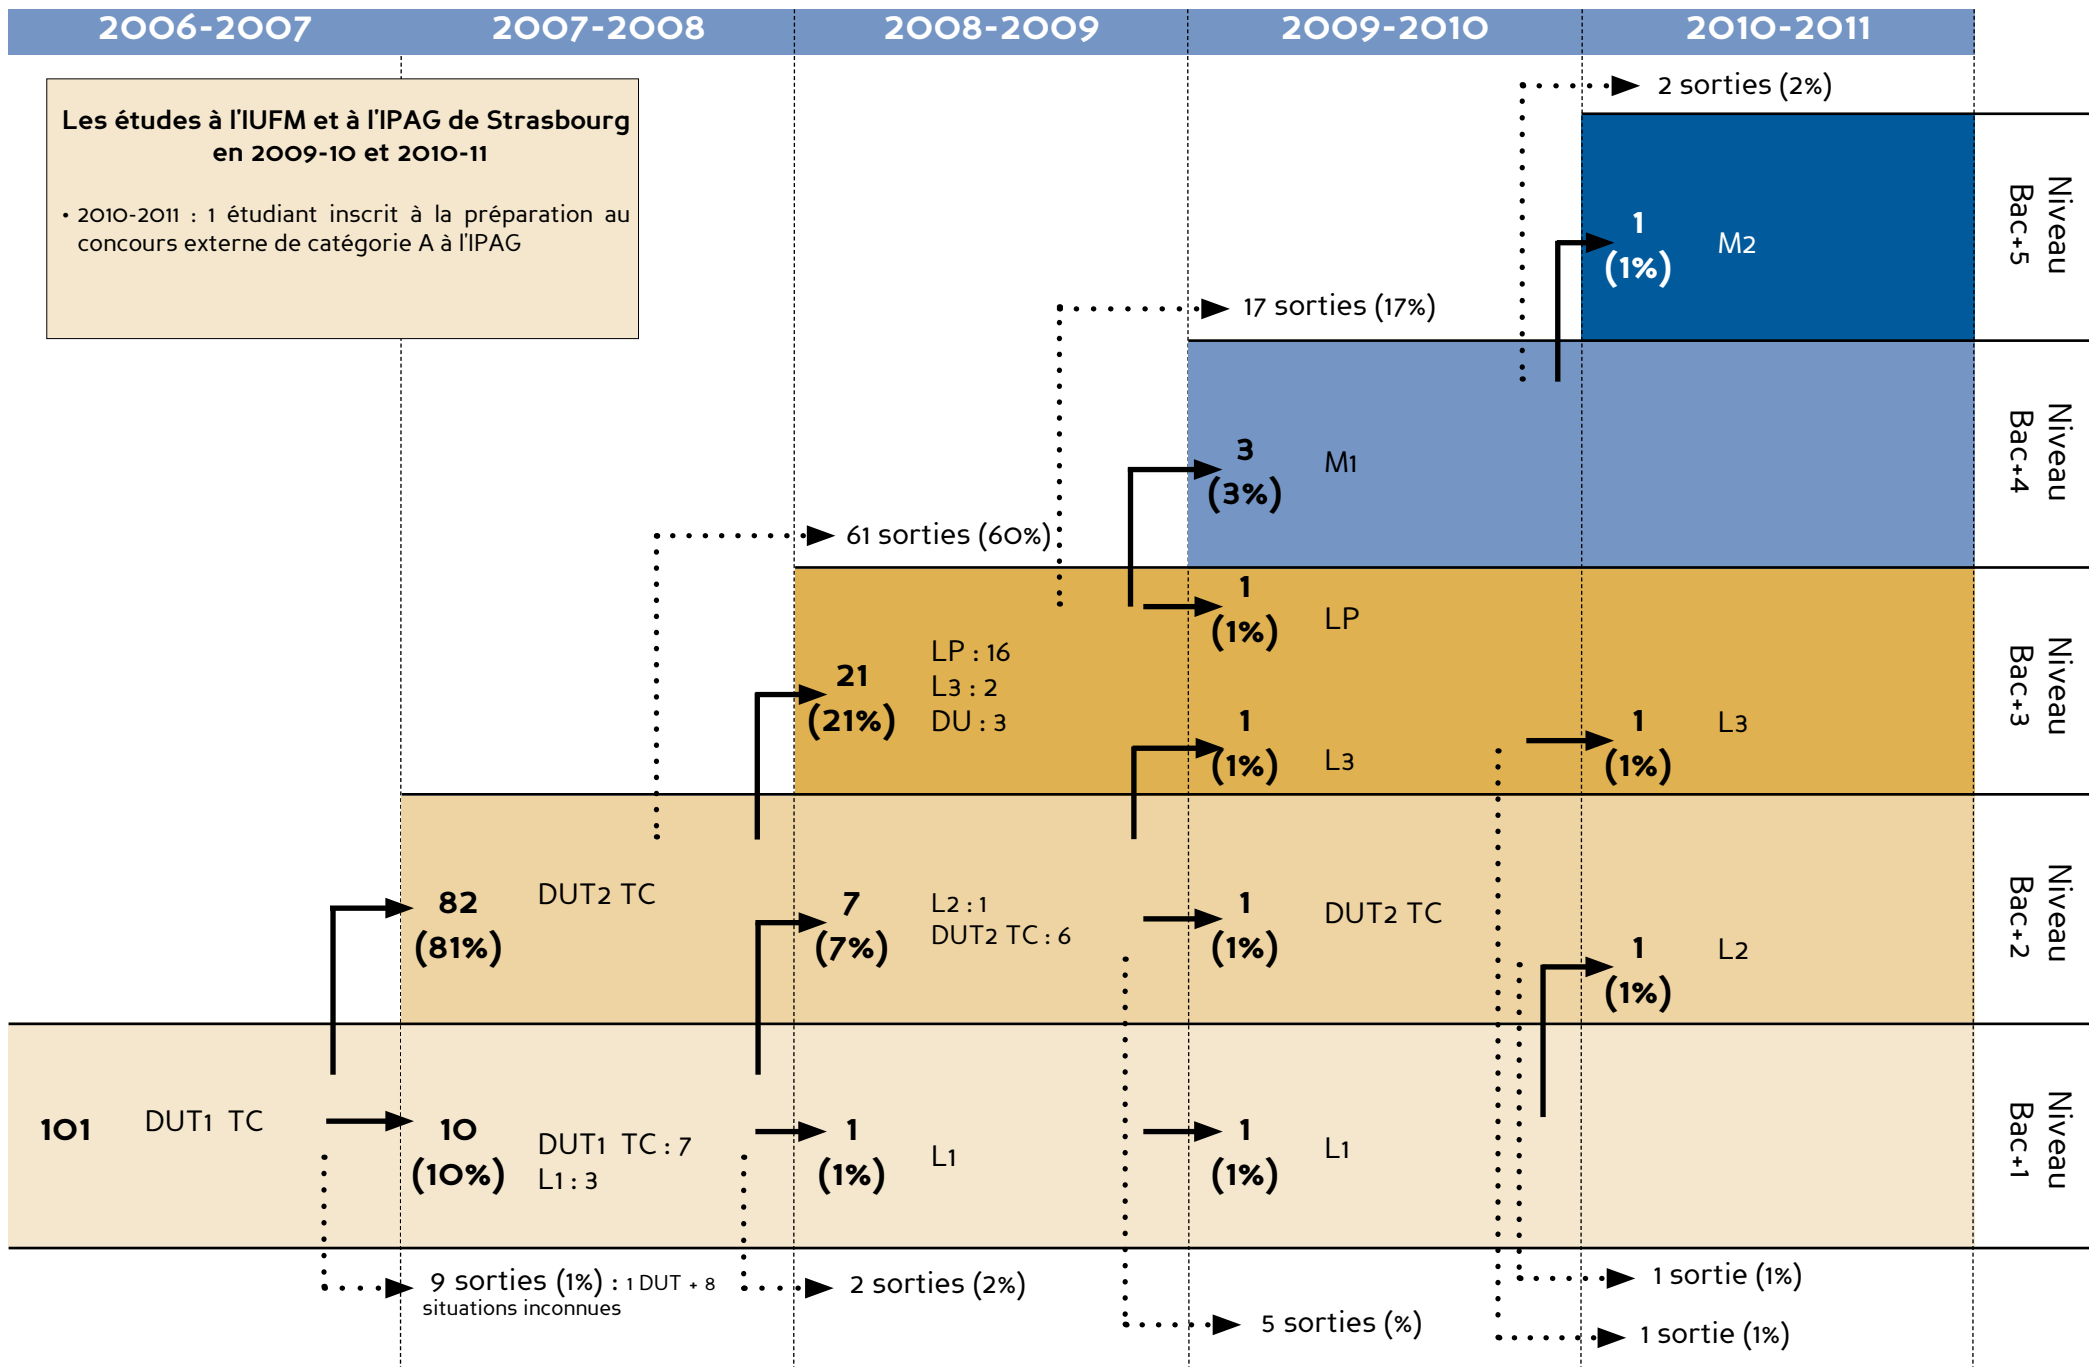 2006-2007
2007-2008
2008-2009
2009-2010
2010-2011
Les études à l'IUFM et à l'IPAG de Strasbourg
en 2009-10 et 2010-11
• 2010-2011 : 1 étudiant inscrit à la préparation au
concours externe de catégorie A à l'IPAG
2 sorties (2%)
1
(1%)
M2
Niveau
Bac+5
17 sorties (17%)
3
(3%)
M1
Niveau
Bac+4
61 sorties (60%)
21
(21%)
LP : 16
L3 : 2
DU : 3
1
(1%)
LP
1
(1%)
L3
1
(1%)
L3
Niveau
Bac+3
82
(81%)
DUT2 TC
7
(7%)
L2 : 1
DUT2 TC : 6
1
(1%)
DUT2 TC
1
(1%)
L2
Niveau
Bac+2
101
DUT1 TC
10
(10%)
DUT1 TC : 7
L1 : 3
1
(1%)
L1
1
(1%)
L1
Niveau
Bac+1
9 sorties (1%) : 1 DUT + 8
situations inconnues
2 sorties (2%)
5 sorties (%)
1 sortie (1%)
1 sortie (1%)